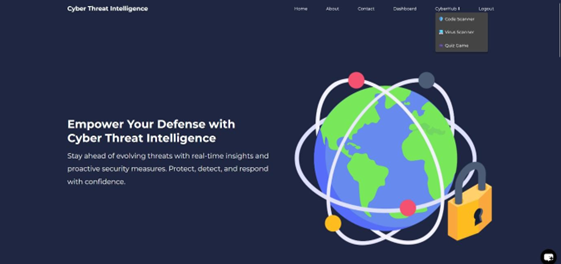 Cyber Threat Intelligence
Home About Contact Dashboard CyberHub Logout
Code Scanner
Virus Scanner
Quiz Game
Empower Your Defense with
Cyber Threat Intelligence
Stay ahead of evolving threats with real-time insights and
proactive security measures. Protect, detect, and respond
with confidence.